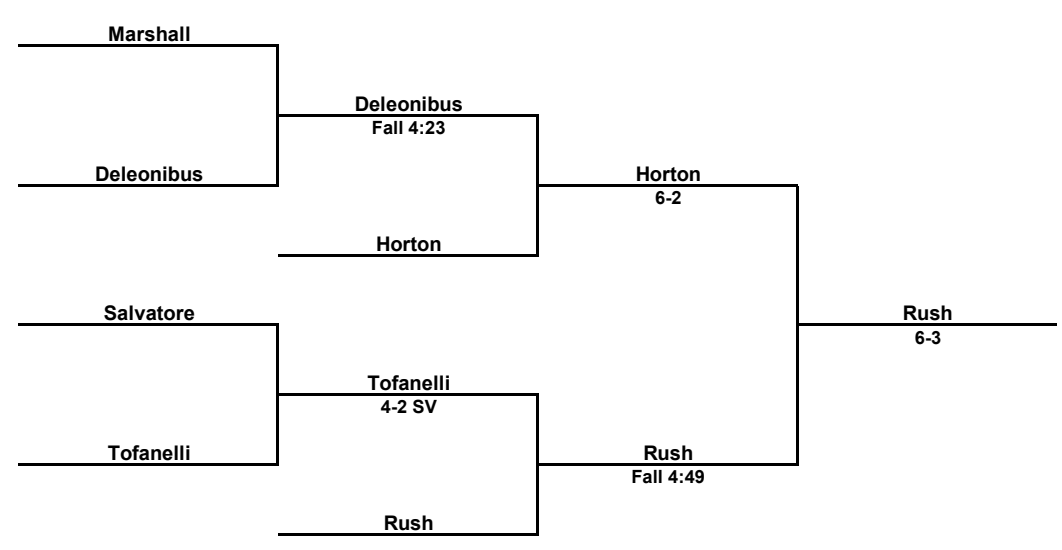 Marshall
Deleonibus
Fall 4:23
Deleonibus
Horton
6-2
Horton
Salvatore
Rush
6-3
Tofanelli
4-2 SV
Tofanelli
Rush
Fall 4:49
Rush